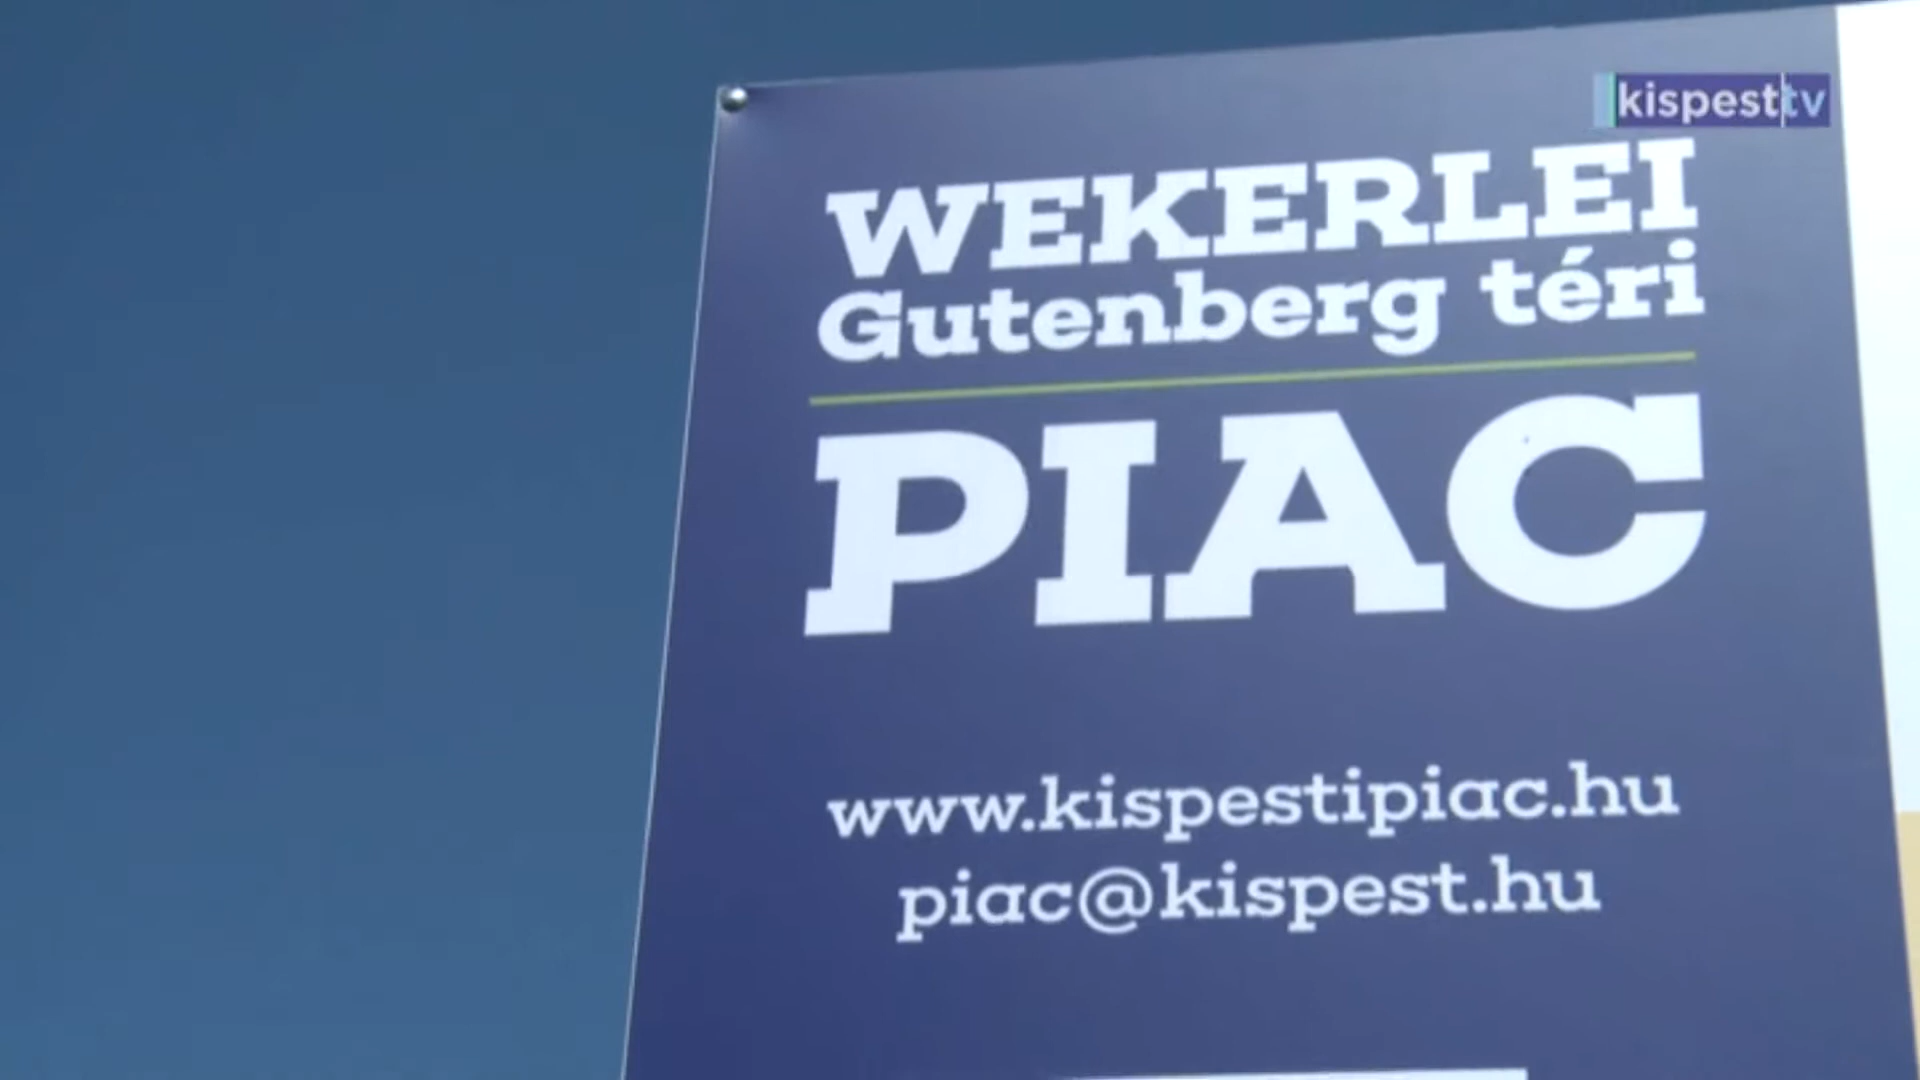 kispest tv
WEKERLEI
Gutenberg téri
PIAC
www.kispestipiac.hu
piac@kispest.hu